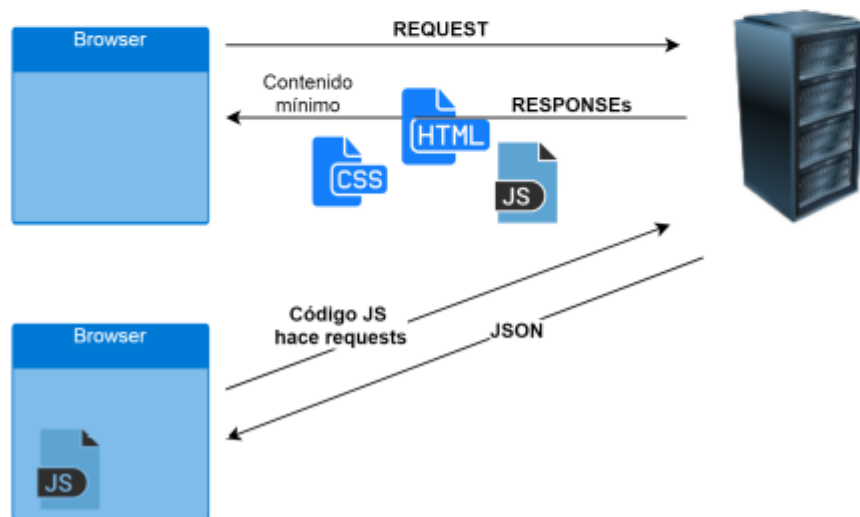 Browser
REQUEST
Contenido
mínimo
RESPONSEs
HTML
CSS
JS
Código JS
hace requests
JSON
Browser
JS